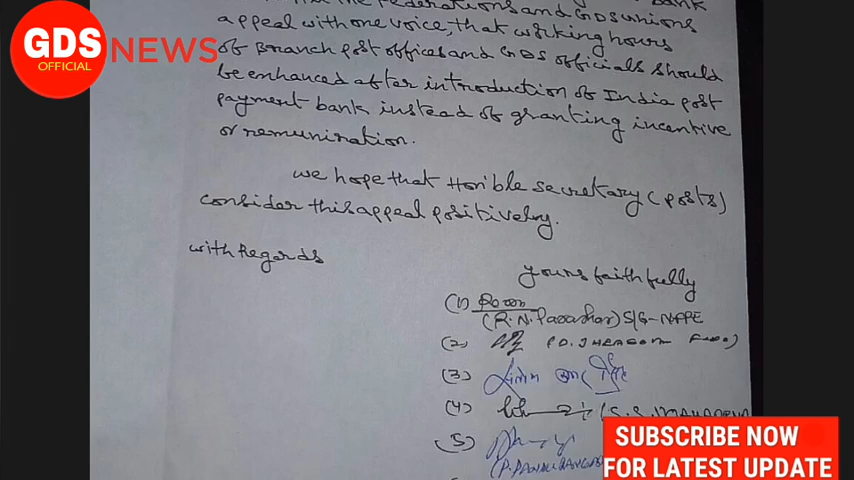 the Federations and GDS unions
appeal with one voice, that working hours
of Branch post offices and GDS officials should
be enhanced after introduction of India post
payment bank instead of granting incentive
or remuniration.
we hope that Hon'ble secretary (posts)
consider this appeal positively.
with Regards
yours faithfully
(1)
(R.N. Parashar) S/G-NFPE
(2)
(3)
(4)
(5)
GDS NEWS
OFFICIAL
SUBSCRIBE NOW
FOR LATEST UPDATE